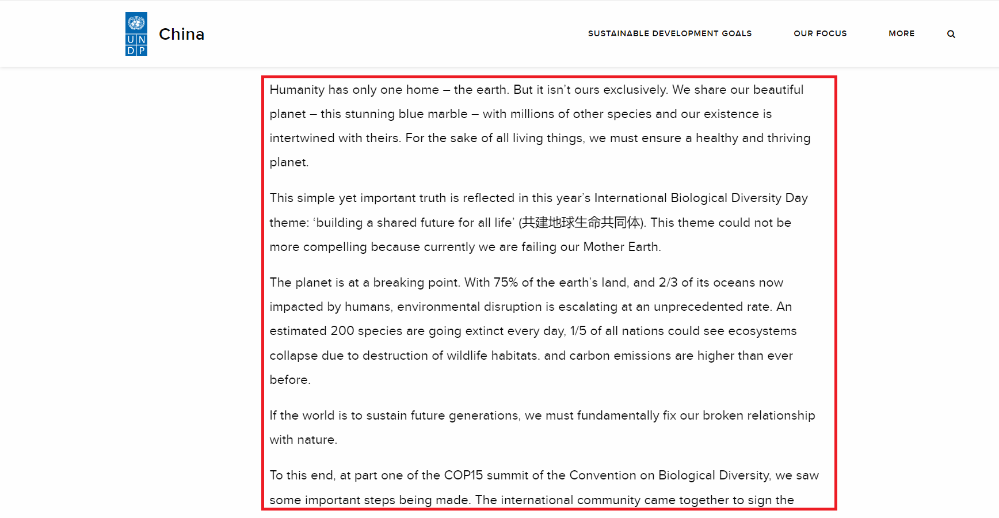 UN
DP
China
SUSTAINABLE DEVELOPMENT GOALS
OUR FOCUS
MORE
Humanity has only one home – the earth. But it isn’t ours exclusively. We share our beautiful
planet – this stunning blue marble – with millions of other species and our existence is
intertwined with theirs. For the sake of all living things, we must ensure a healthy and thriving
planet.
This simple yet important truth is reflected in this year’s International Biological Diversity Day
theme: ‘building a shared future for all life’ (共建地球生命共同体). This theme could not be
more compelling because currently we are failing our Mother Earth.
The planet is at a breaking point. With 75% of the earth’s land, and 2/3 of its oceans now
impacted by humans, environmental disruption is escalating at an unprecedented rate. An
estimated 200 species are going extinct every day, 1/5 of all nations could see ecosystems
collapse due to destruction of wildlife habitats. and carbon emissions are higher than ever
before.
If the world is to sustain future generations, we must fundamentally fix our broken relationship
with nature.
To this end, at part one of the COP15 summit of the Convention on Biological Diversity, we saw
some important steps being made. The international community came together to sign the